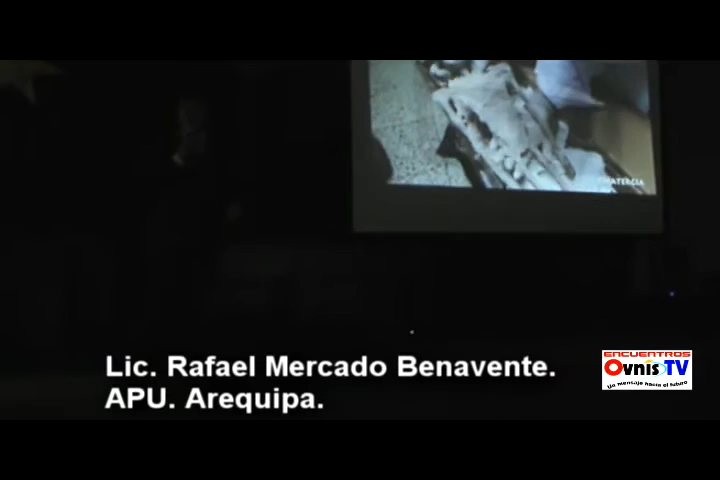 Lic. Rafael Mercado Benavente.
APU. Arequipa.
ENCUENTROS
OvnisTV
Un mensaje hacia el futuro